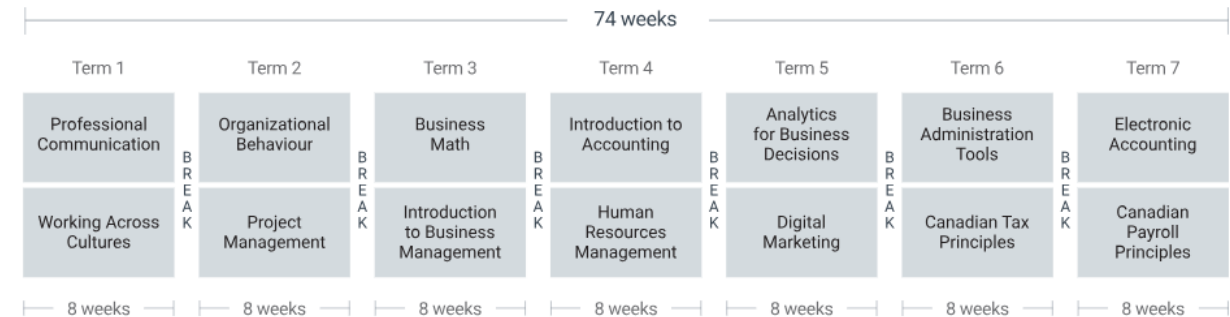 74 weeks
Term 1
Term 2
Term 3
Term 4
Term 5
Term 6
Term 7
Professional
Communication
Organizational
Behaviour
Business
Math
Introduction to
Accounting
Analytics
for Business
Decisions
Business
Administration
Tools
Electronic
Accounting
BREAK
BREAK
BREAK
BREAK
BREAK
BREAK
Working Across
Cultures
Project
Management
Introduction
to Business
Management
Human
Resources
Management
Digital
Marketing
Canadian Tax
Principles
Canadian
Payroll
Principles
8 weeks
8 weeks
8 weeks
8 weeks
8 weeks
8 weeks
8 weeks